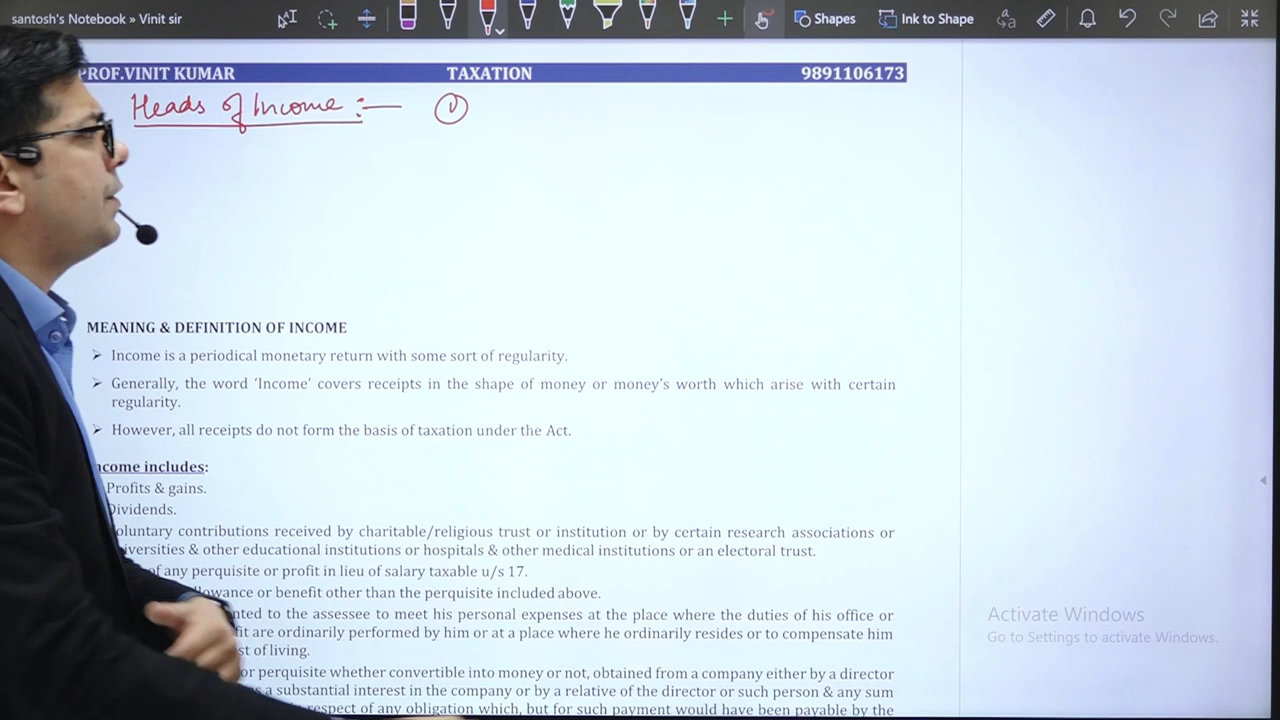 santosh's Notebook » Vinit sir
Shapes
Ink to Shape
PROF.VINIT KUMAR TAXATION 9891106173
Heads of Income :—
MEANING & DEFINITION OF INCOME
➢ Income is a periodical monetary return with some sort of regularity.
➢ Generally, the word ‘Income’ covers receipts in the shape of money or money’s worth which arise with certain
regularity.
➢ However, all receipts do not form the basis of taxation under the Act.
includes:
Profits & gains.
Dividends.
contributions received by charitable/religious trust or institution or by certain research associations or
& other educational institutions or hospitals & other medical institutions or an electoral trust.
of any perquisite or profit in lieu of salary taxable u/s 17.
or benefit other than the perquisite included above.
to the assessee to meet his personal expenses at the place where the duties of his office or
are ordinarily performed by him or at a place where he ordinarily resides or to compensate him
of living.
or perquisite whether convertible into money or not, obtained from a company either by a director
a substantial interest in the company or by a relative of the director or such person & any sum
respect of any obligation which, but for such payment would have been payable by the
Activate Windows
Go to Settings to activate Windows.